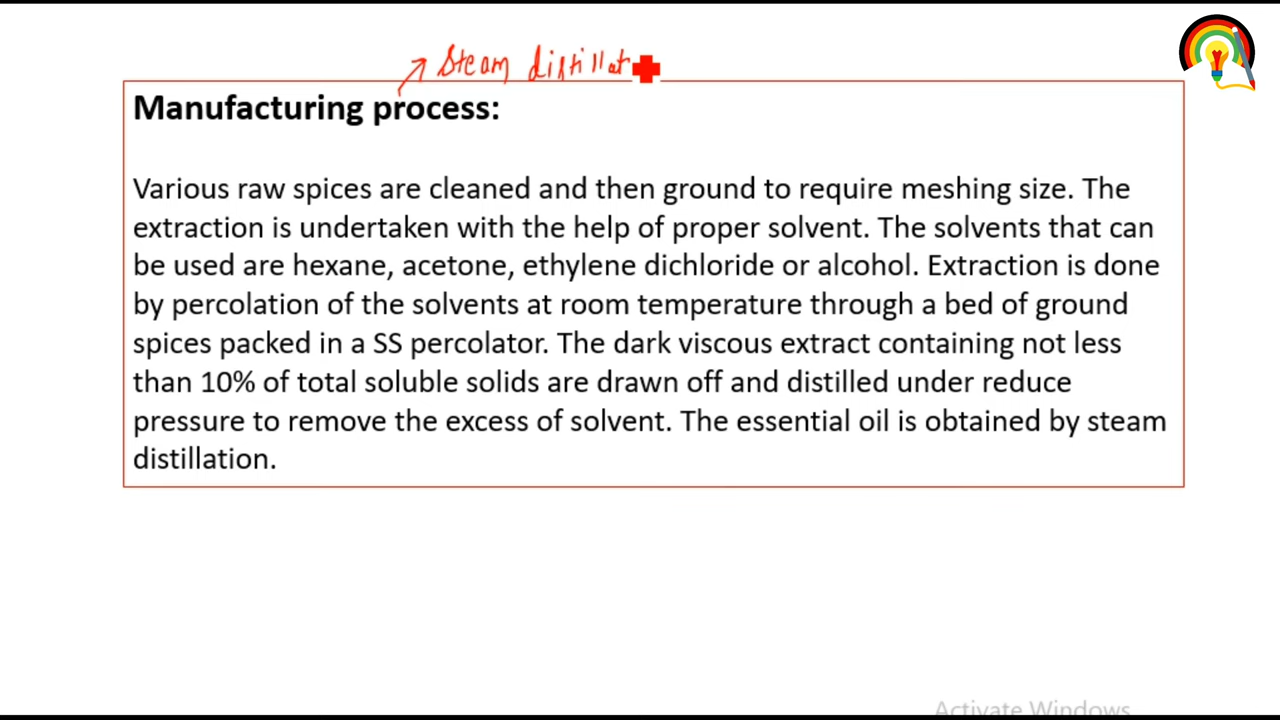 Steam distillat
Manufacturing process:
Various raw spices are cleaned and then ground to require meshing size. The
extraction is undertaken with the help of proper solvent. The solvents that can
be used are hexane, acetone, ethylene dichloride or alcohol. Extraction is done
by percolation of the solvents at room temperature through a bed of ground
spices packed in a SS percolator. The dark viscous extract containing not less
than 10% of total soluble solids are drawn off and distilled under reduce
pressure to remove the excess of solvent. The essential oil is obtained by steam
distillation.
Activate Windows